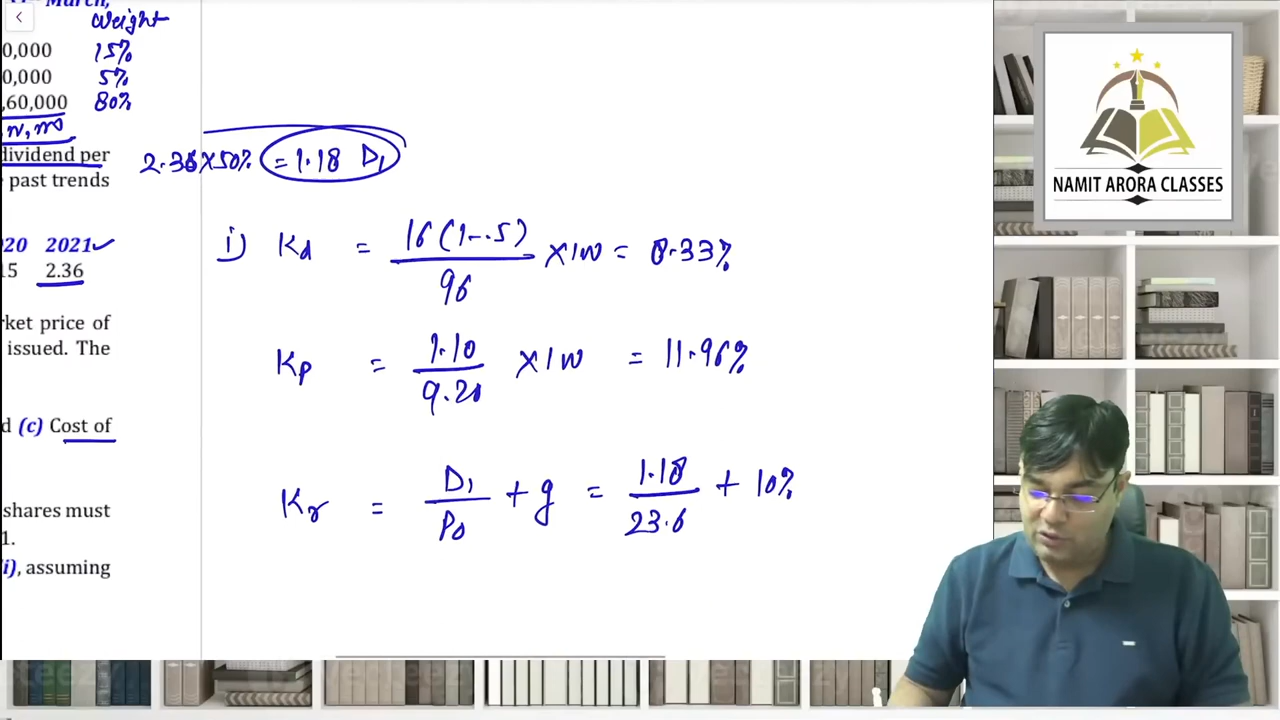 March,
Weight
0,000 15%
0,000 5%
,60,000 80%
dividend per
2.36 X 50% = 1.18 D1
past trends
i) Kd = 16(1-.5) / 96 X100 = 8.33%
20 2021
15 2.36
rket price of
issued. The
Kp = 1.10 / 9.20 X100 = 11.96%
d (c) Cost of
Kr = D1 / P0 + g = 1.18 / 23.6 + 10%
shares must
1.
(i), assuming
NAMIT ARORA CLASSES